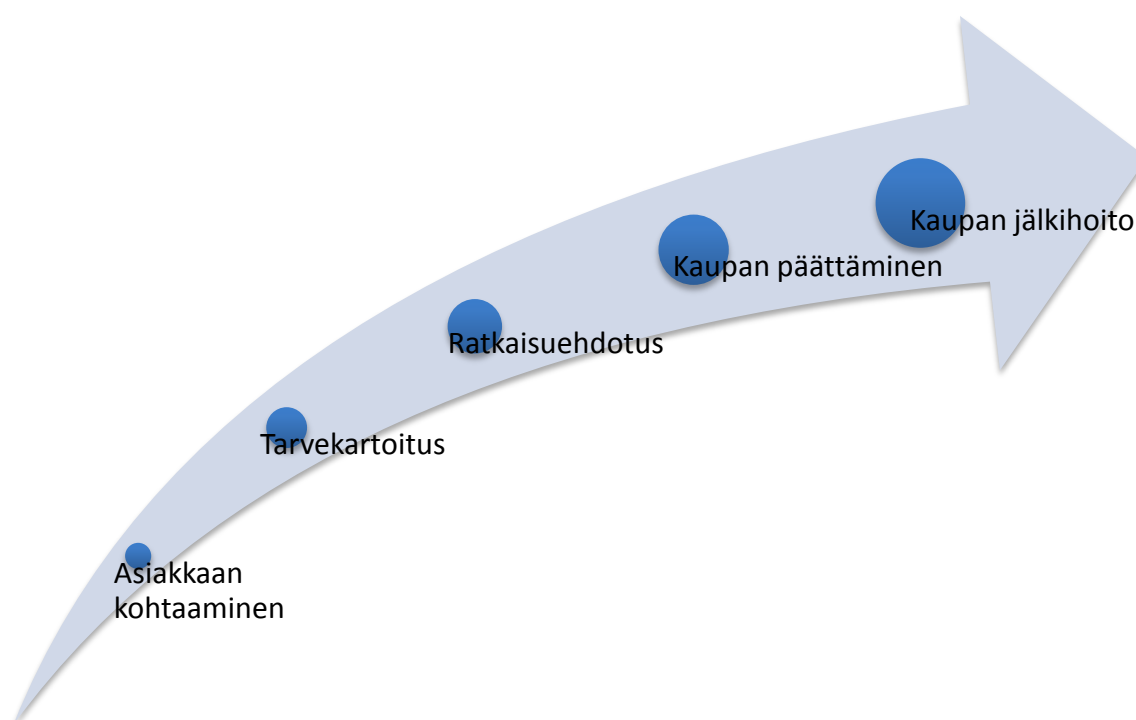 Kaupan jälkihoito
Kaupan päättäminen
Ratkaisuehdotus
Tarvekartoitus
Asiakkaan
kohtaaminen